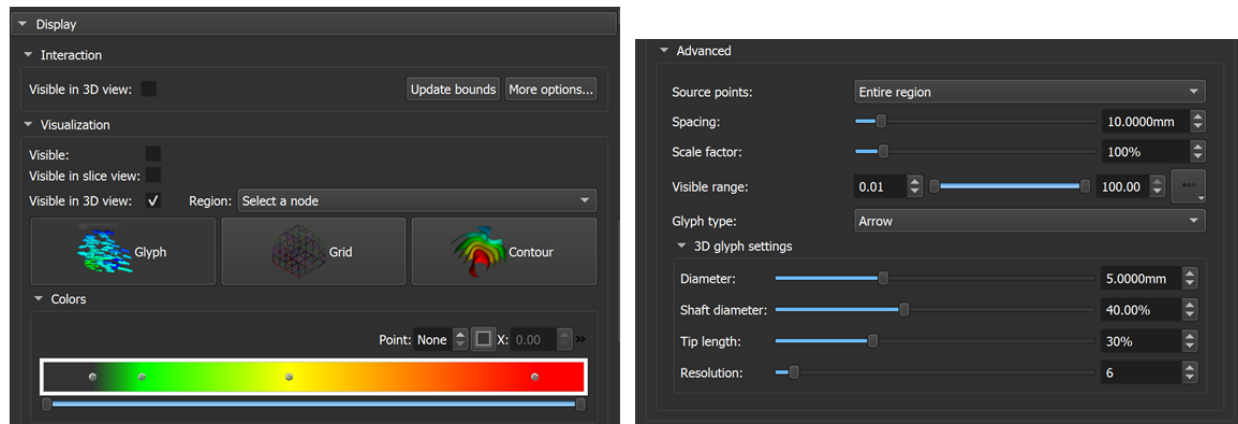 Display
Interaction
Visible in 3D view:
Update bounds
More options...
Visualization
Visible:
Visible in slice view:
Visible in 3D view:
Region: Select a node
Glyph
Grid
Contour
Colors
Point: None X: 0.00 »
Advanced
Source points: Entire region
Spacing: 10.0000mm
Scale factor: 100%
Visible range: 0.01 100.00 ...
Glyph type: Arrow
3D glyph settings
Diameter: 5.0000mm
Shaft diameter: 40.00%
Tip length: 30%
Resolution: 6